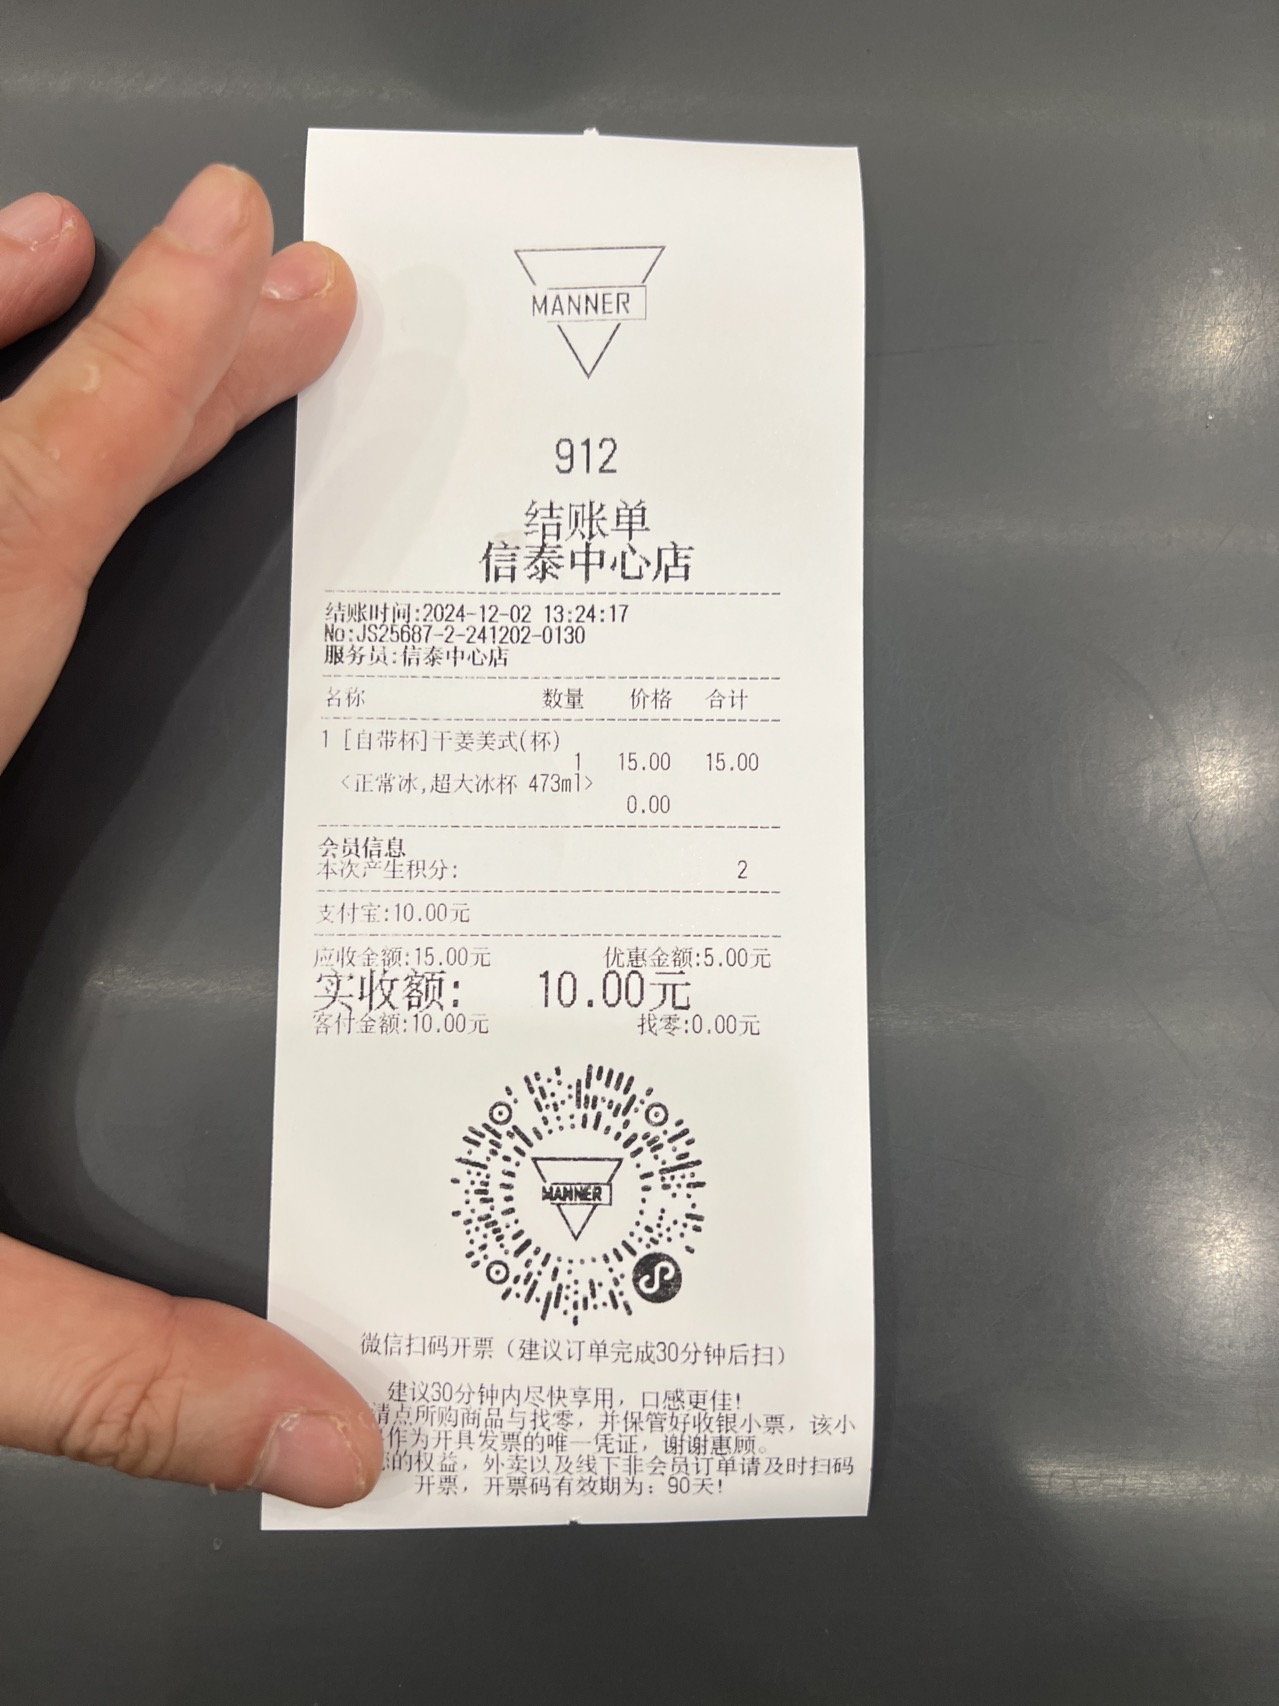 MANNER
912
结账单
信泰中心店
结账时间:2024-12-02 13:24:17
No:JS25687-2-241202-0130
服务员:信泰中心店
名称 数量 价格 合计
1 [自带杯]干姜美式(杯)
1 15.00 15.00
<正常冰,超大冰杯 473ml>
0.00
会员信息
本次产生积分: 2
支付宝:10.00元
应收金额:15.00元 优惠金额:5.00元
实收额: 10.00元
客付金额:10.00元 找零:0.00元
MANNER
微信扫码开票（建议订单完成30分钟后扫）
建议30分钟内尽快享用，口感更佳!
请点所购商品与找零，并保管好收银小票，该小
作为开具发票的唯一凭证，谢谢惠顾。
的权益，外卖以及线下非会员订单请及时扫码
开票，开票码有效期为：90天!